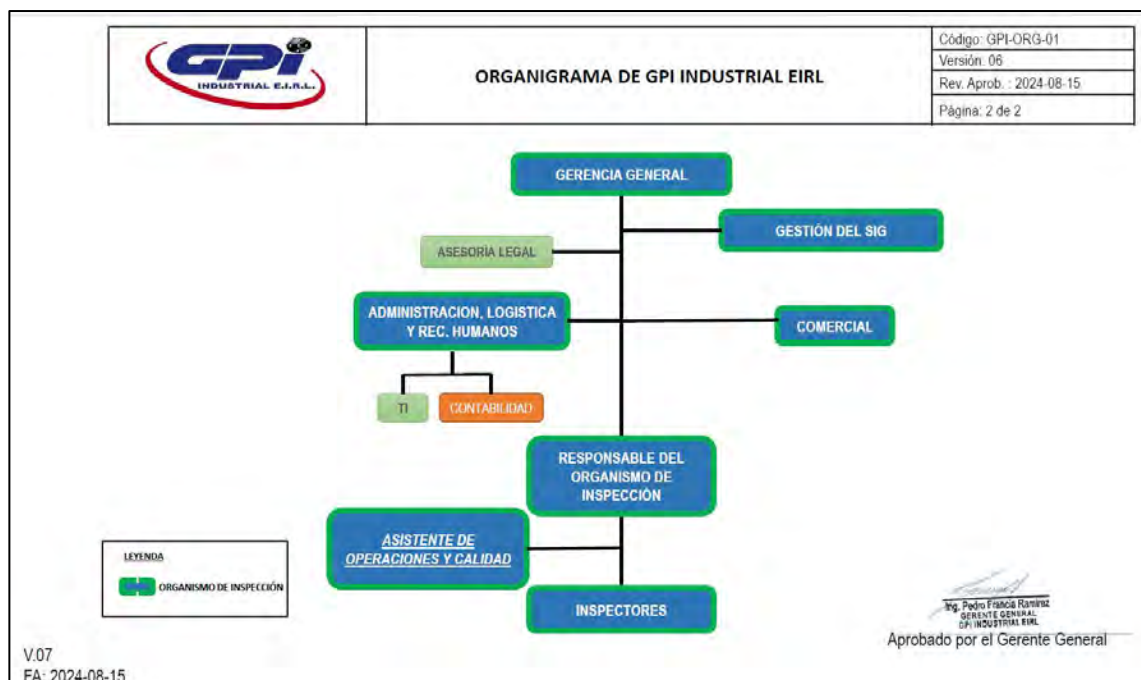 GPi
INDUSTRIAL E.I.R.L.
ORGANIGRAMA DE GPI INDUSTRIAL EIRL
Código: GPI-ORG-01
Versión: 06
Rev. Aprob. : 2024-08-15
Página: 2 de 2
GERENCIA GENERAL
GESTIÓN DEL SIG
ASESORÍA LEGAL
ADMINISTRACION, LOGISTICA
Y REC. HUMANOS
COMERCIAL
TI
CONTABILIDAD
RESPONSABLE DEL
ORGANISMO DE
INSPECCIÓN
ASISTENTE DE
OPERACIONES Y CALIDAD
INSPECTORES
LEYENDA
ORGANISMO DE INSPECCIÓN
Ing. Pedro Francia Ramirez
GERENTE GENERAL
GPI INDUSTRIAL EIRL
Aprobado por el Gerente General
V.07
FA: 2024-08-15